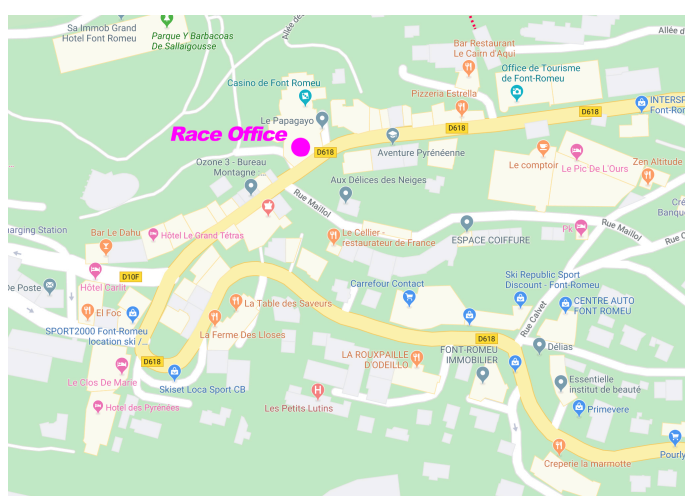 Sa Immob Grand
Hotel Font Romeu
Parque Y Barbacoas
De Sallaigousse
Allée des
Allée d
Bar Restaurant
Le Cairn d'Aqui
Office de Tourisme
de Font-Romeu
Casino de Font Romeu
Pizzeria Estrella
INTERSP
Font-Ro
D618
Le Papagayo
D618
Race Office
D618
Aventure Pyrénéenne
Ozone 3 - Bureau
Montagne ...
Le comptoir
Le Pic De L'Ours
Zen Altitude
Aux Délices des Neiges
Rue Maillol
Cré
Banque
harging Station
Bar Le Dahu
Hôtel Le Grand Tétras
Le Cellier -
restaurateur de France
ESPACE COIFFURE
Pk
Rue Maillol
Rue C
D10F
De Poste
Hôtel Carlit
Carrefour Contact
Ski Republic Sport
Discount - Font-Romeu
El Foc
La Table des Saveurs
CENTRE AUTO
FONT ROMEU
SPORT2000 Font-Romeu
location ski / ...
La Ferme Des Lloses
Rue Calvet
D618
D618
LA ROUXPAILLE
D'ODEILLO
FONT-ROMEU
IMMOBILIER
Délias
Le Clos De Marie
Skiset Loca Sport CB
Essentielle
institut de beauté
Hotel des Pyrénées
Les Petits Lutins
Primevere
Creperie la marmotte
Pourly